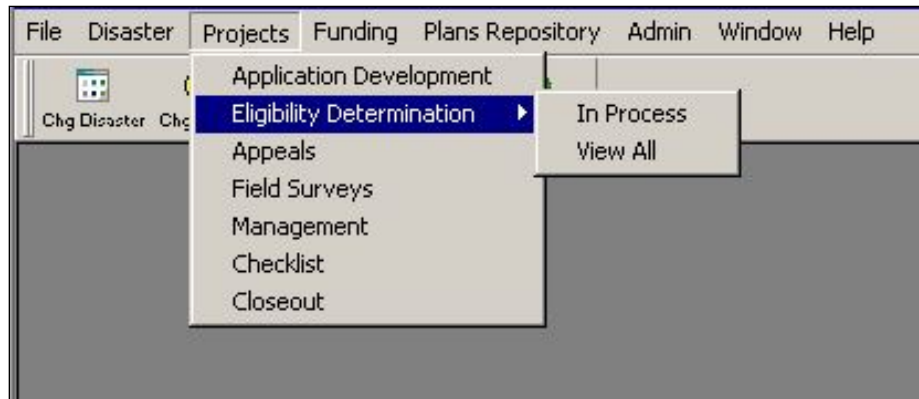 File Disaster Projects Funding Plans Repository Admin Window Help
Chg Disaster Chg
Application Development
Eligibility Determination
In Process
View All
Appeals
Field Surveys
Management
Checklist
Closeout